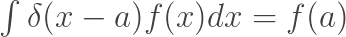 ∫ δ(x − a)f(x)dx = f(a)